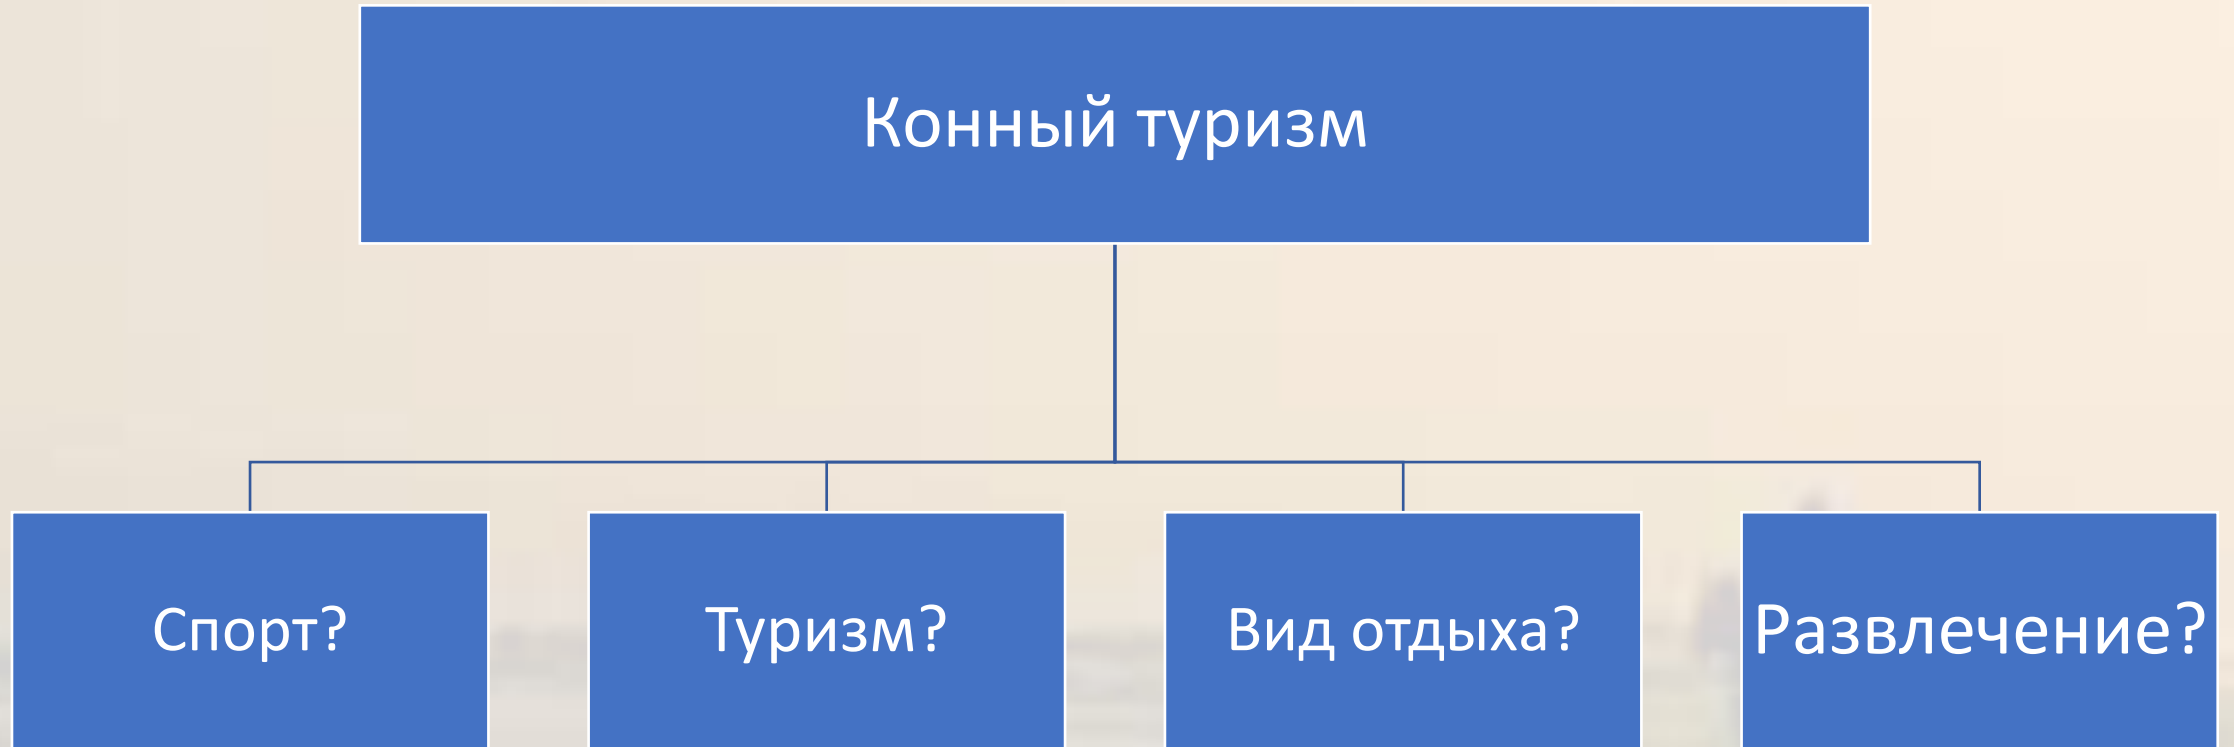 Конный туризм
Спорт?
Туризм?
Вид отдыха?
Развлечение?